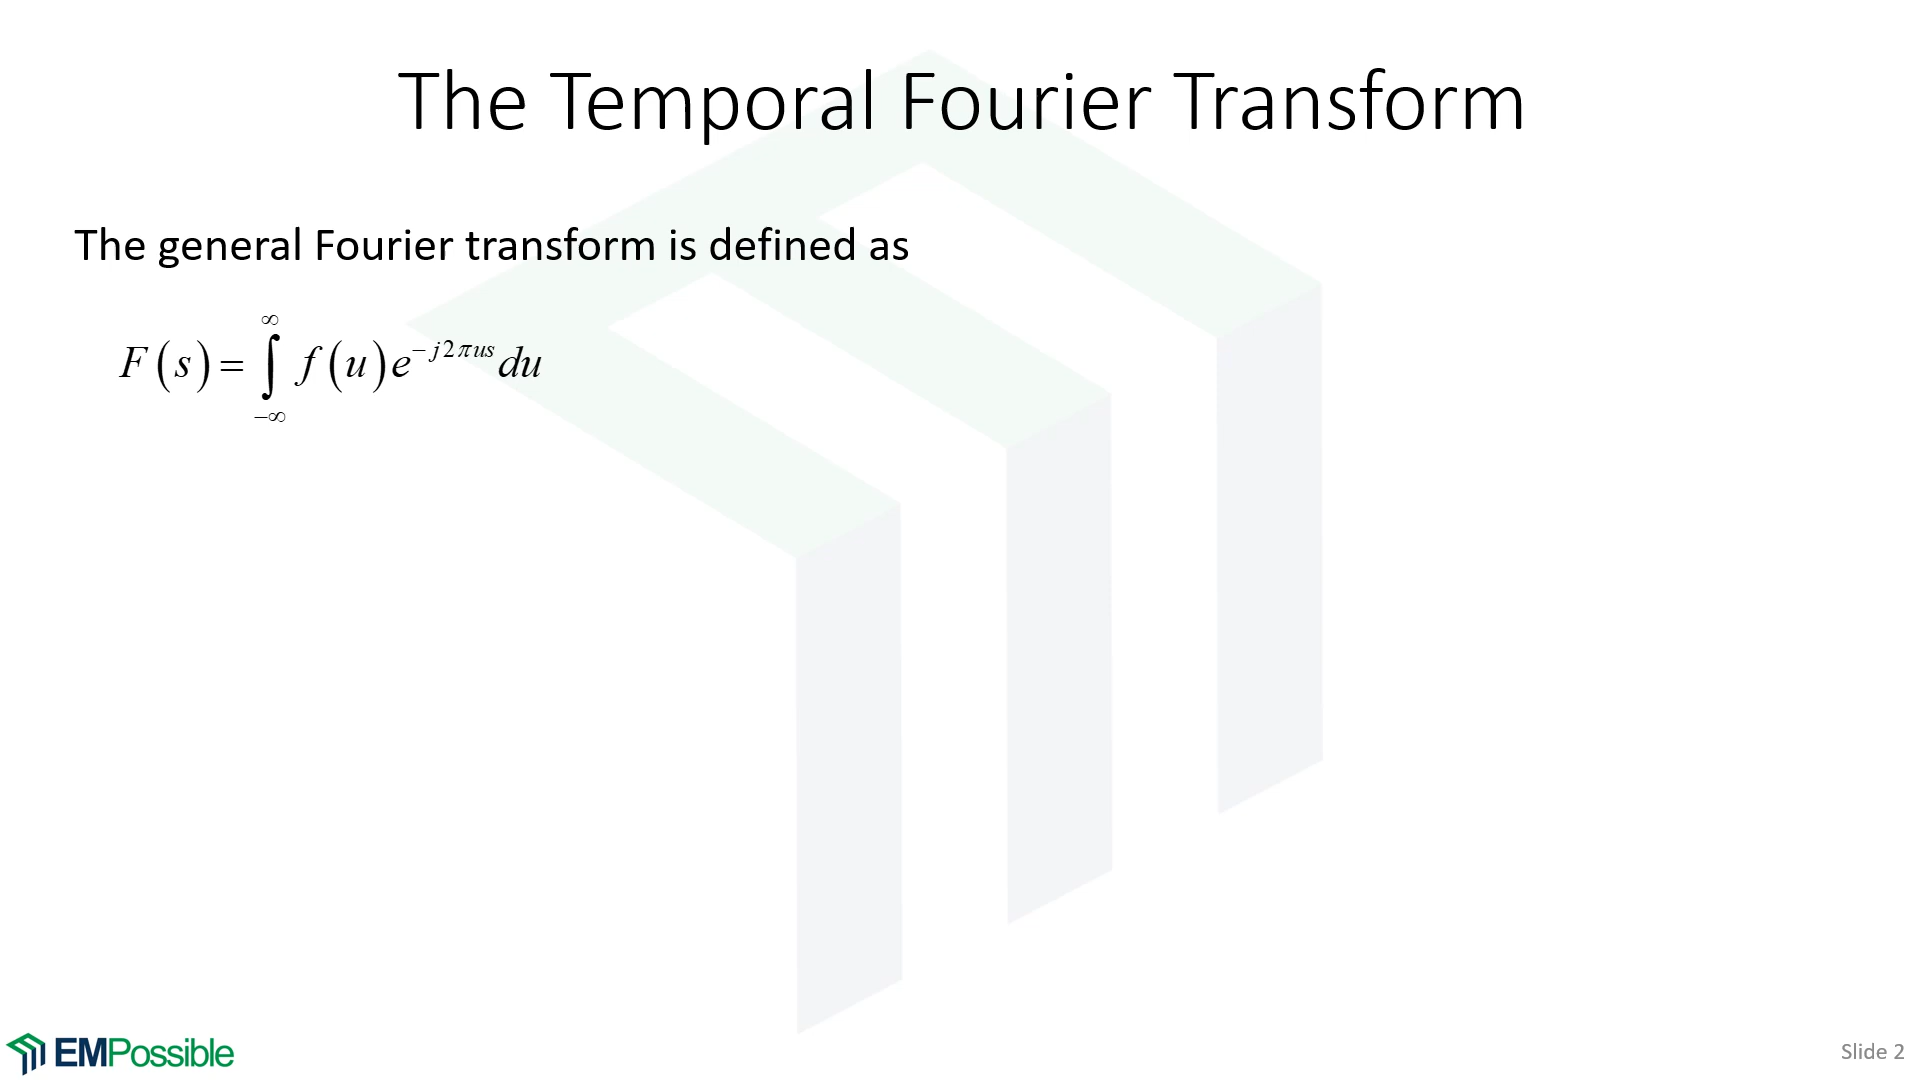 The Temporal Fourier Transform
The general Fourier transform is defined as
F(s) = ∫_{-∞}^{∞} f(u) e^{-j2πus} du
EMPossible
Slide 2